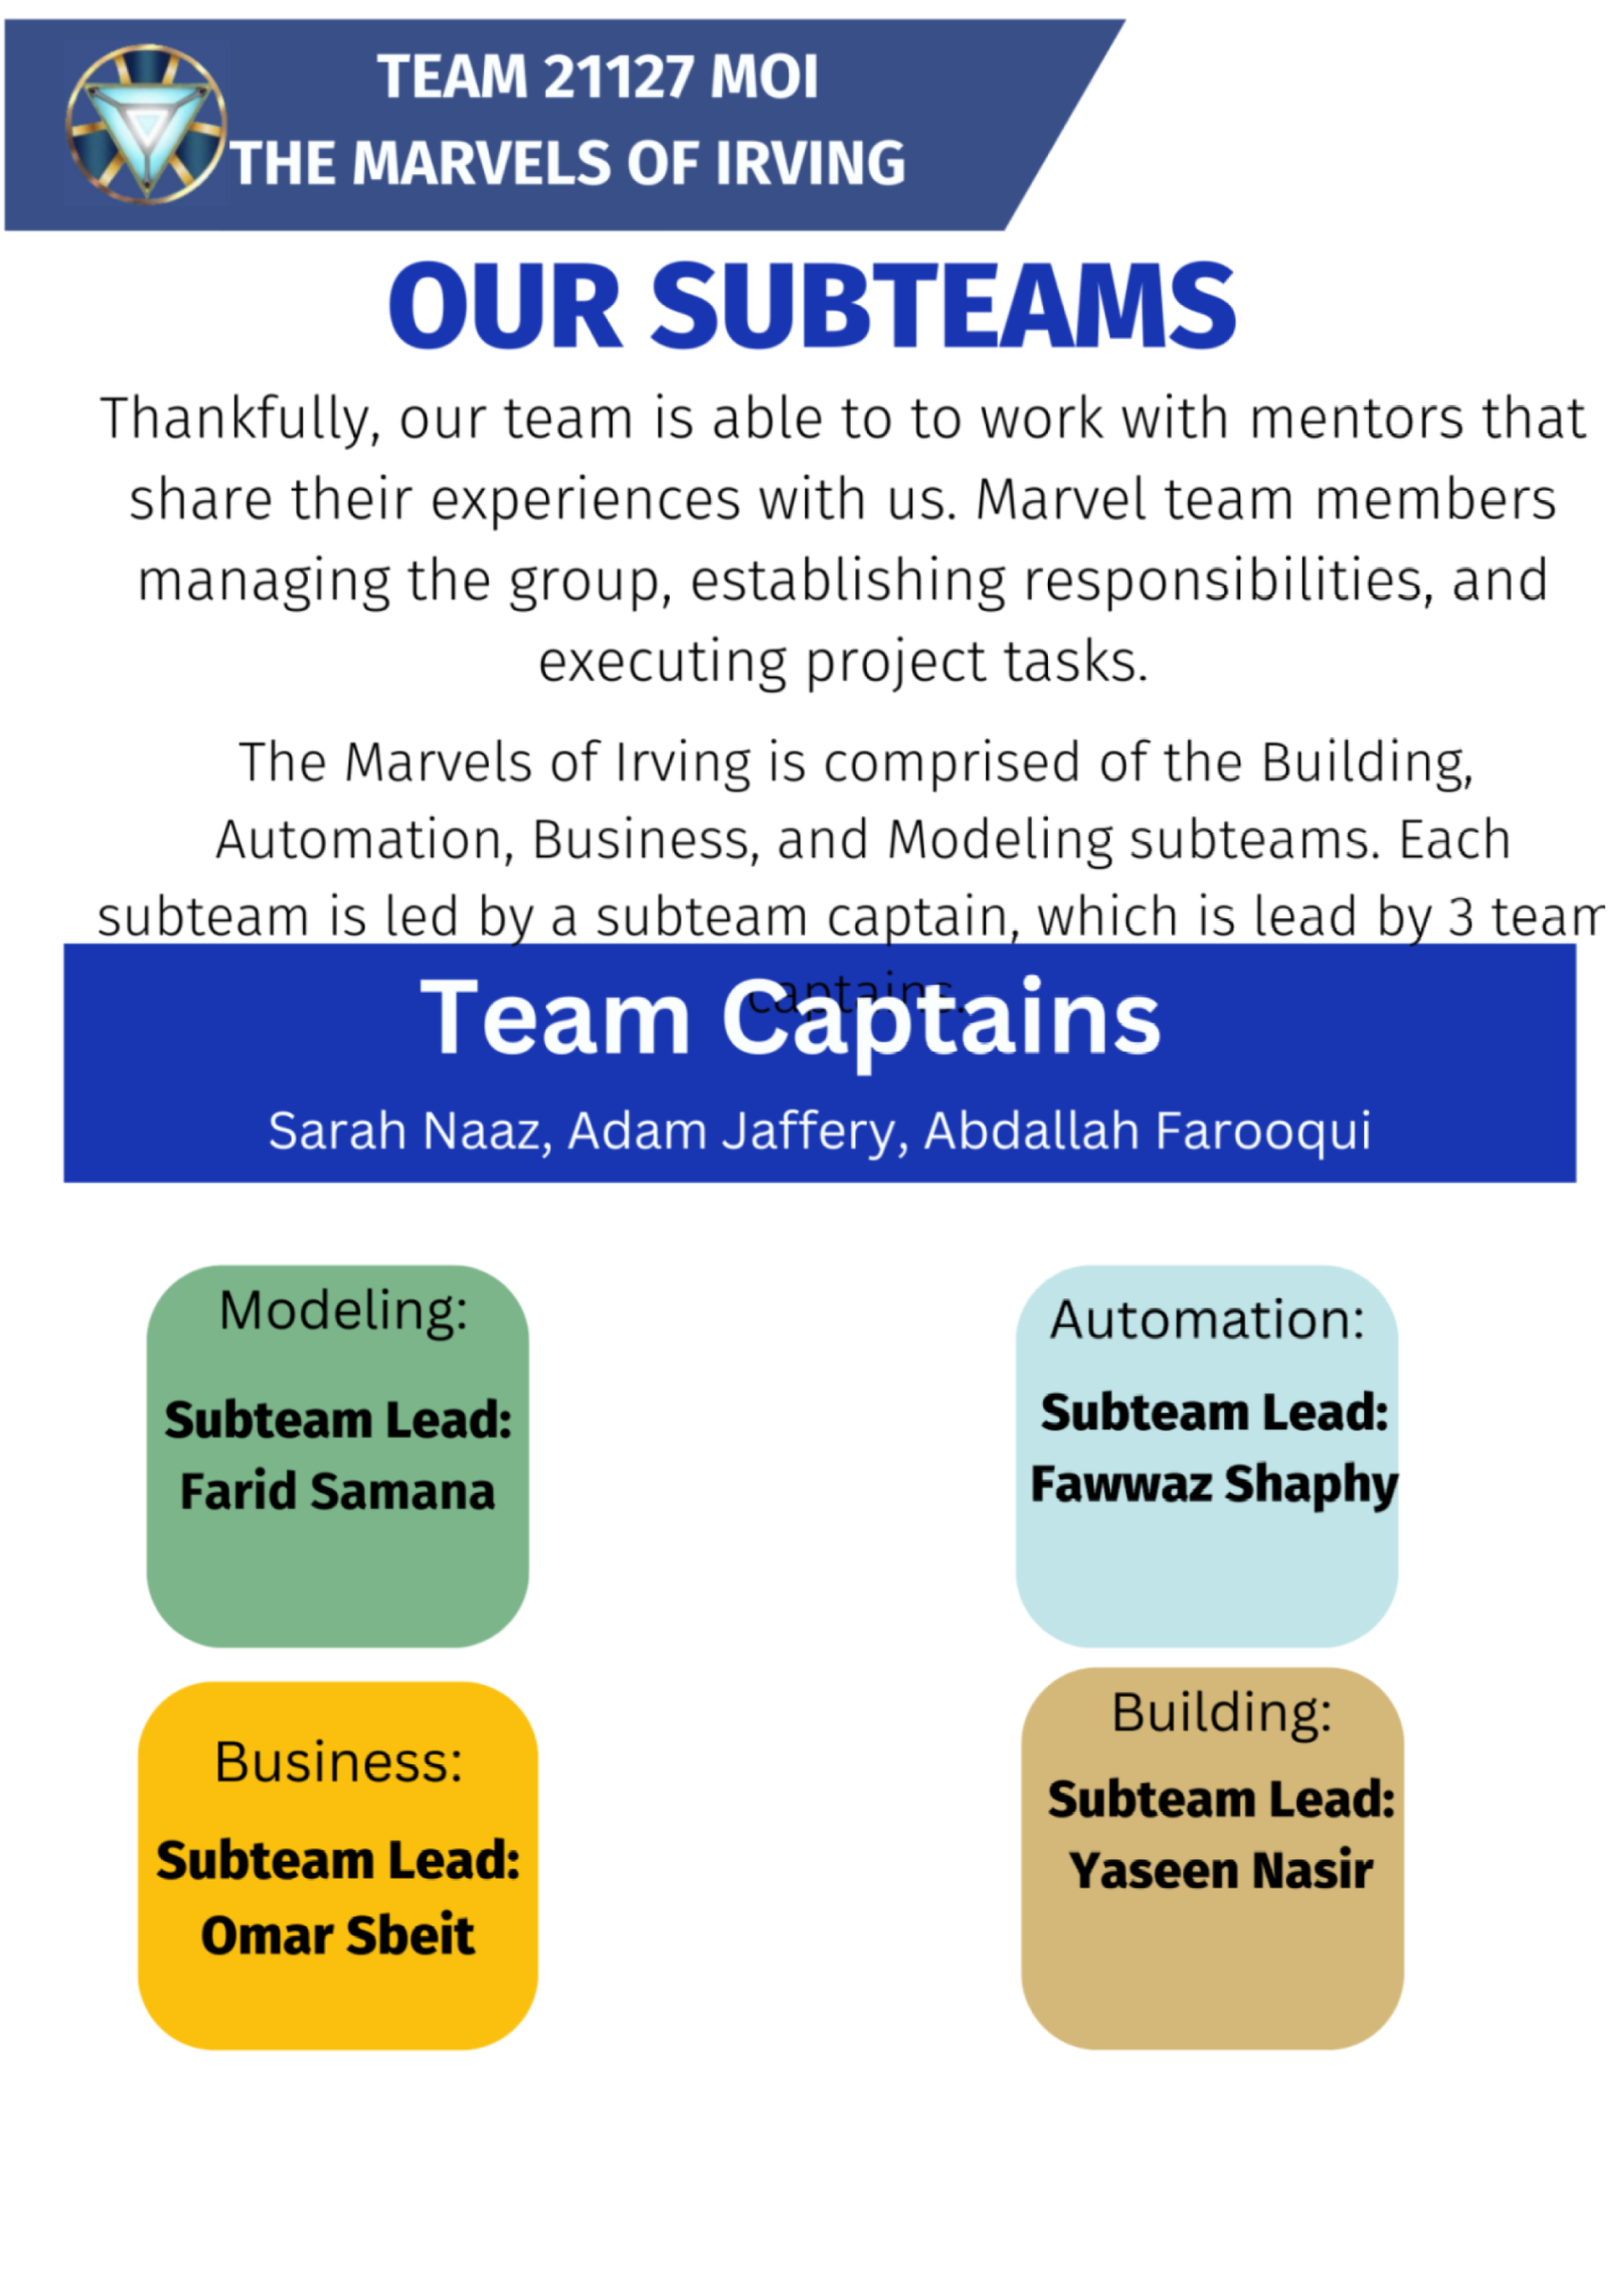 TEAM 21127 MOI
THE MARVELS OF IRVING
OUR SUBTEAMS
Thankfully, our team is able to to work with mentors that
share their experiences with us. Marvel team members
managing the group, establishing responsibilities, and
executing project tasks.
The Marvels of Irving is comprised of the Building,
Automation, Business, and Modeling subteams. Each
subteam is led by a subteam captain, which is lead by 3 team
captains.
Team Captains
Sarah Naaz, Adam Jaffery, Abdallah Farooqui
Modeling:
Subteam Lead:
Farid Samana
Automation:
Subteam Lead:
Fawwaz Shaphy
Business:
Subteam Lead:
Omar Sbeit
Building:
Subteam Lead:
Yaseen Nasir